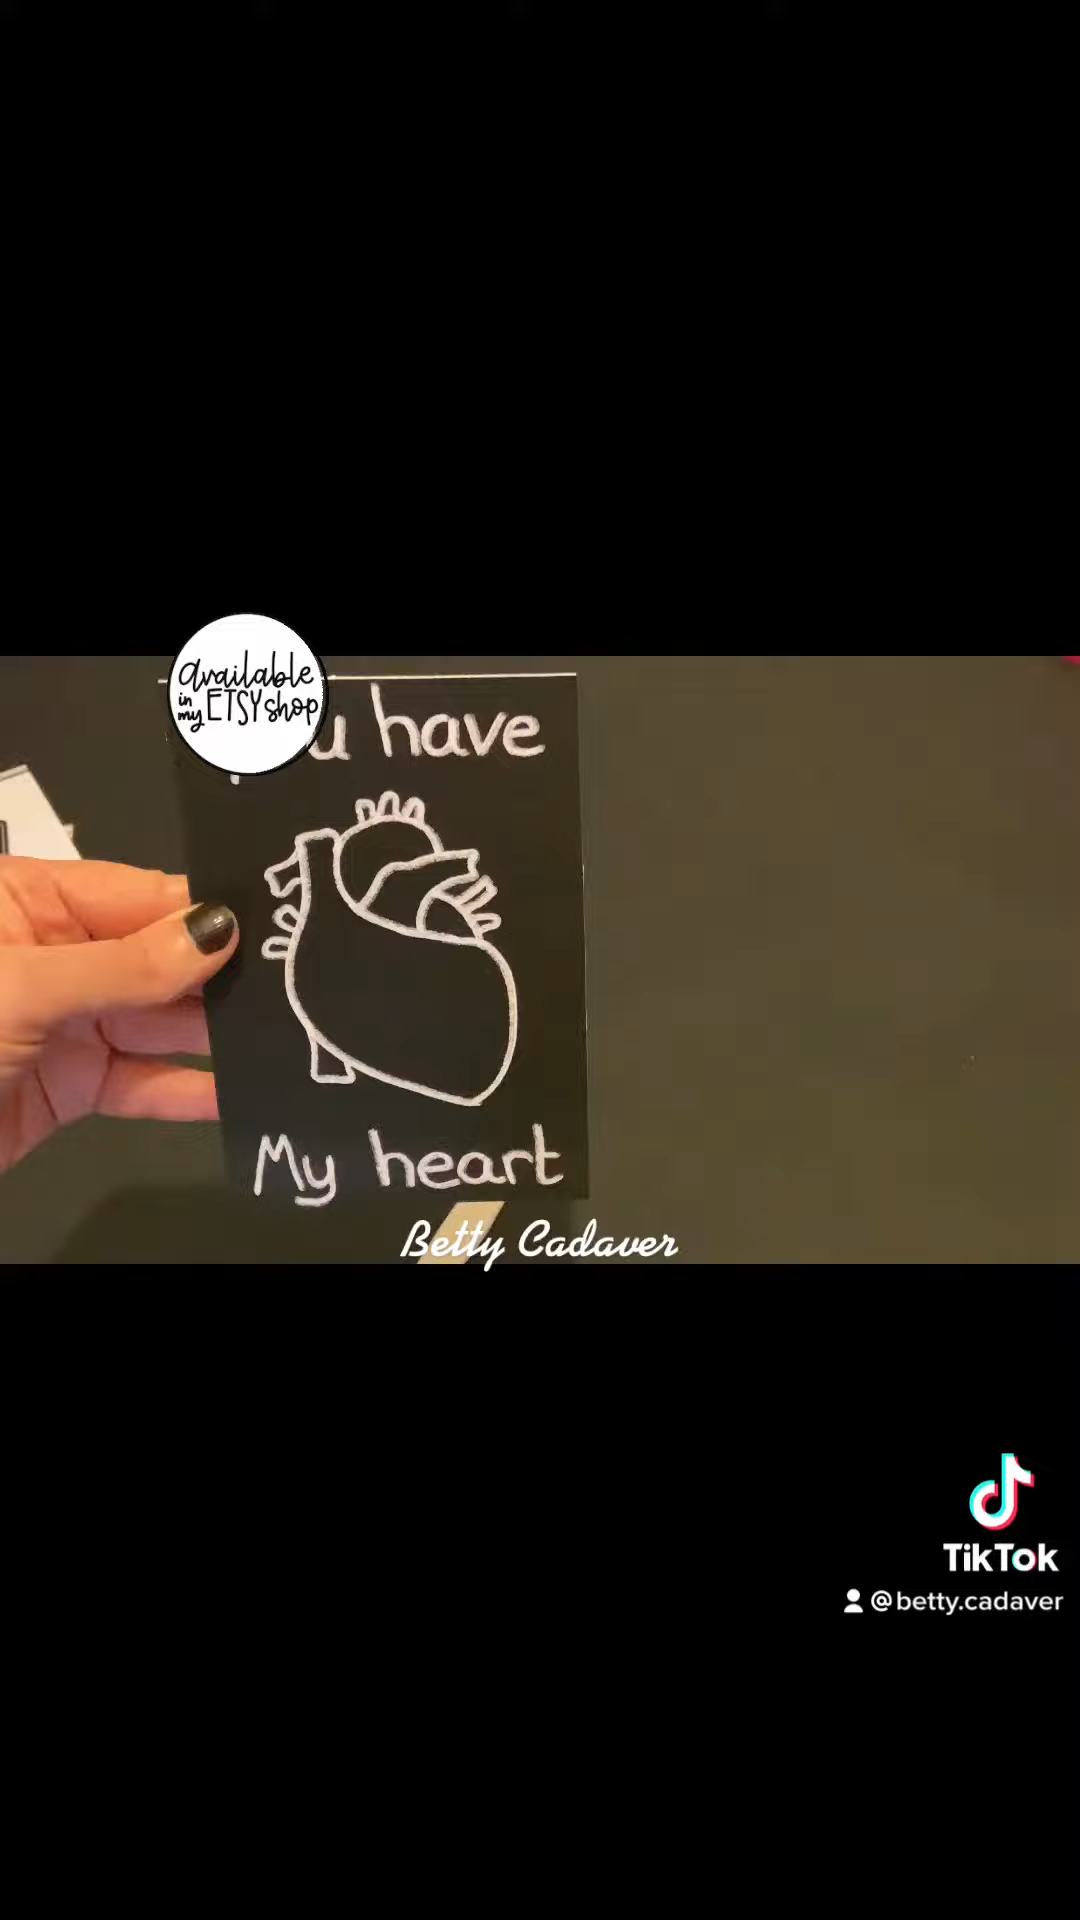 available
in
my ETSY shop
have
My heart
Betty Cadaver
TikTok
@betty.cadaver